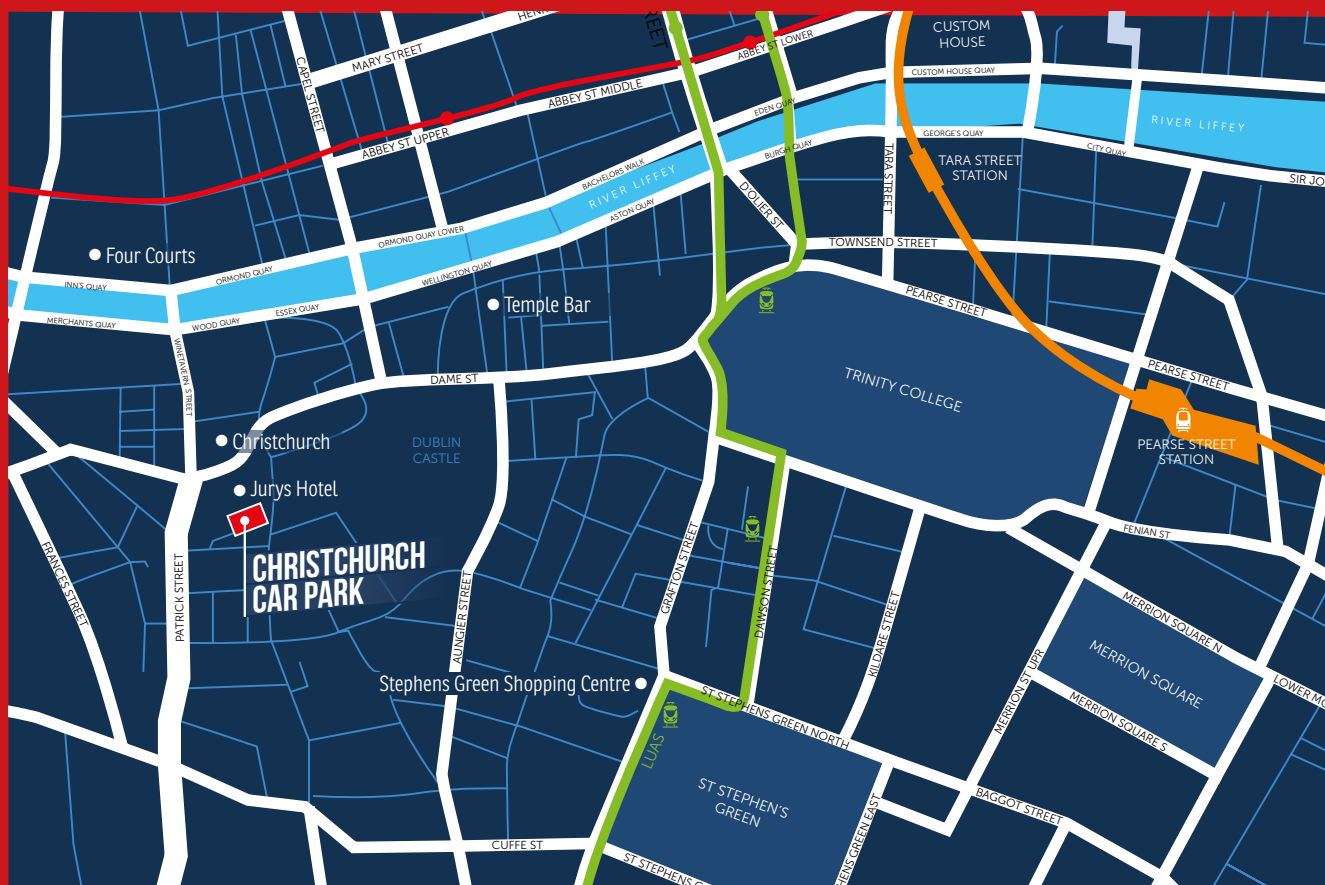 CUSTOM
HOUSE
MARY STREET
CAPEL STREET
ABBEY ST LOWER
CUSTOM HOUSE QUAY
ABBEY ST MIDDLE
EDEN QUAY
ABBEY ST UPPER
RIVER LIFFEY
GEORGE'S QUAY
CITY QUAY
BURGH QUAY
TARA STREET
TARA STREET
STATION
BACHELORS WALK
RIVER LIFFEY
ASTON QUAY
D'OLIER ST
TOWNSEND STREET
ORMOND QUAY LOWER
Four Courts
ORMOND QUAY
WELLINGTON QUAY
INN'S QUAY
PEARSE STREET
Temple Bar
ESSEX QUAY
MERCHANTS QUAY
WOOD QUAY
WINETAVERN STREET
DAME ST
TRINITY COLLEGE
PEARSE STREET
Christchurch
DUBLIN
CASTLE
PEARSE STREET
STATION
Jurys Hotel
FENIAN ST
CHRISTCHURCH
CAR PARK
FRANCES STREET
PATRICK STREET
AUNGIER STREET
GRAFTON STREET
DAWSON STREET
KILDARE STREET
MERRION SQUARE N
MERRION SQUARE
MERRION ST UPR
MERRION SQUARE S
Stephens Green Shopping Centre
ST STEPHENS GREEN NORTH
LUAS
ST STEPHEN'S
GREEN
BAGGOT STREET
CUFFE ST